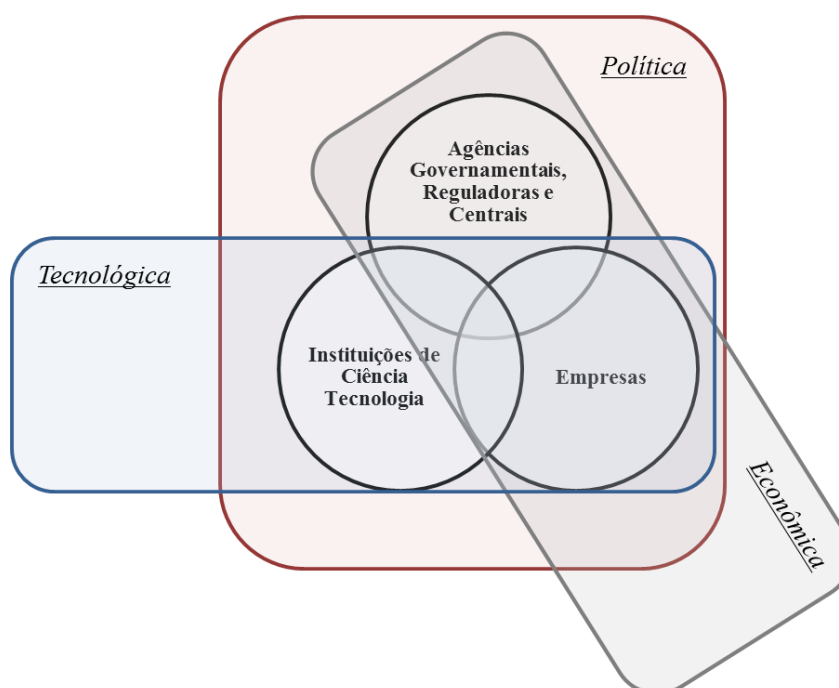 Política
Agências
Governamentais,
Reguladoras e
Centrais
Tecnológica
Instituições de
Ciência
Tecnologia
Empresas
Econômica